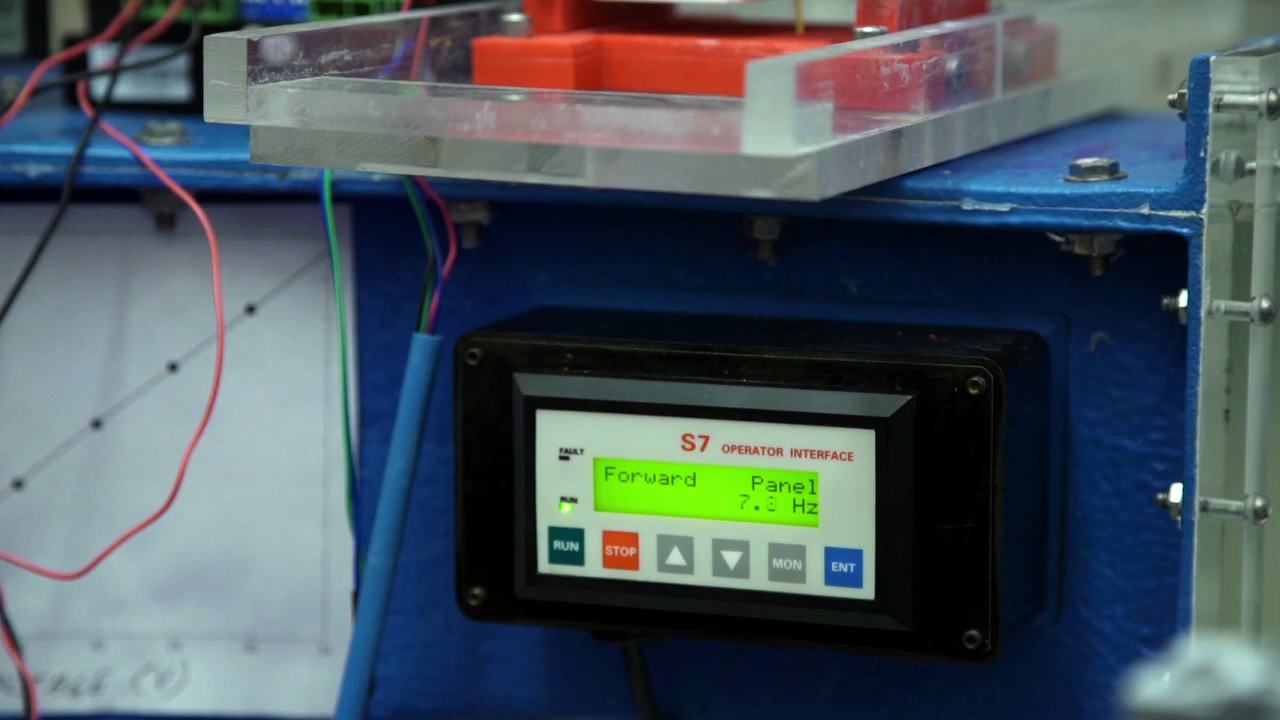 S7 OPERATOR INTERFACE
FAULT
Forward Panel
7.0 Hz
RUN
RUN STOP MON ENT
(V)